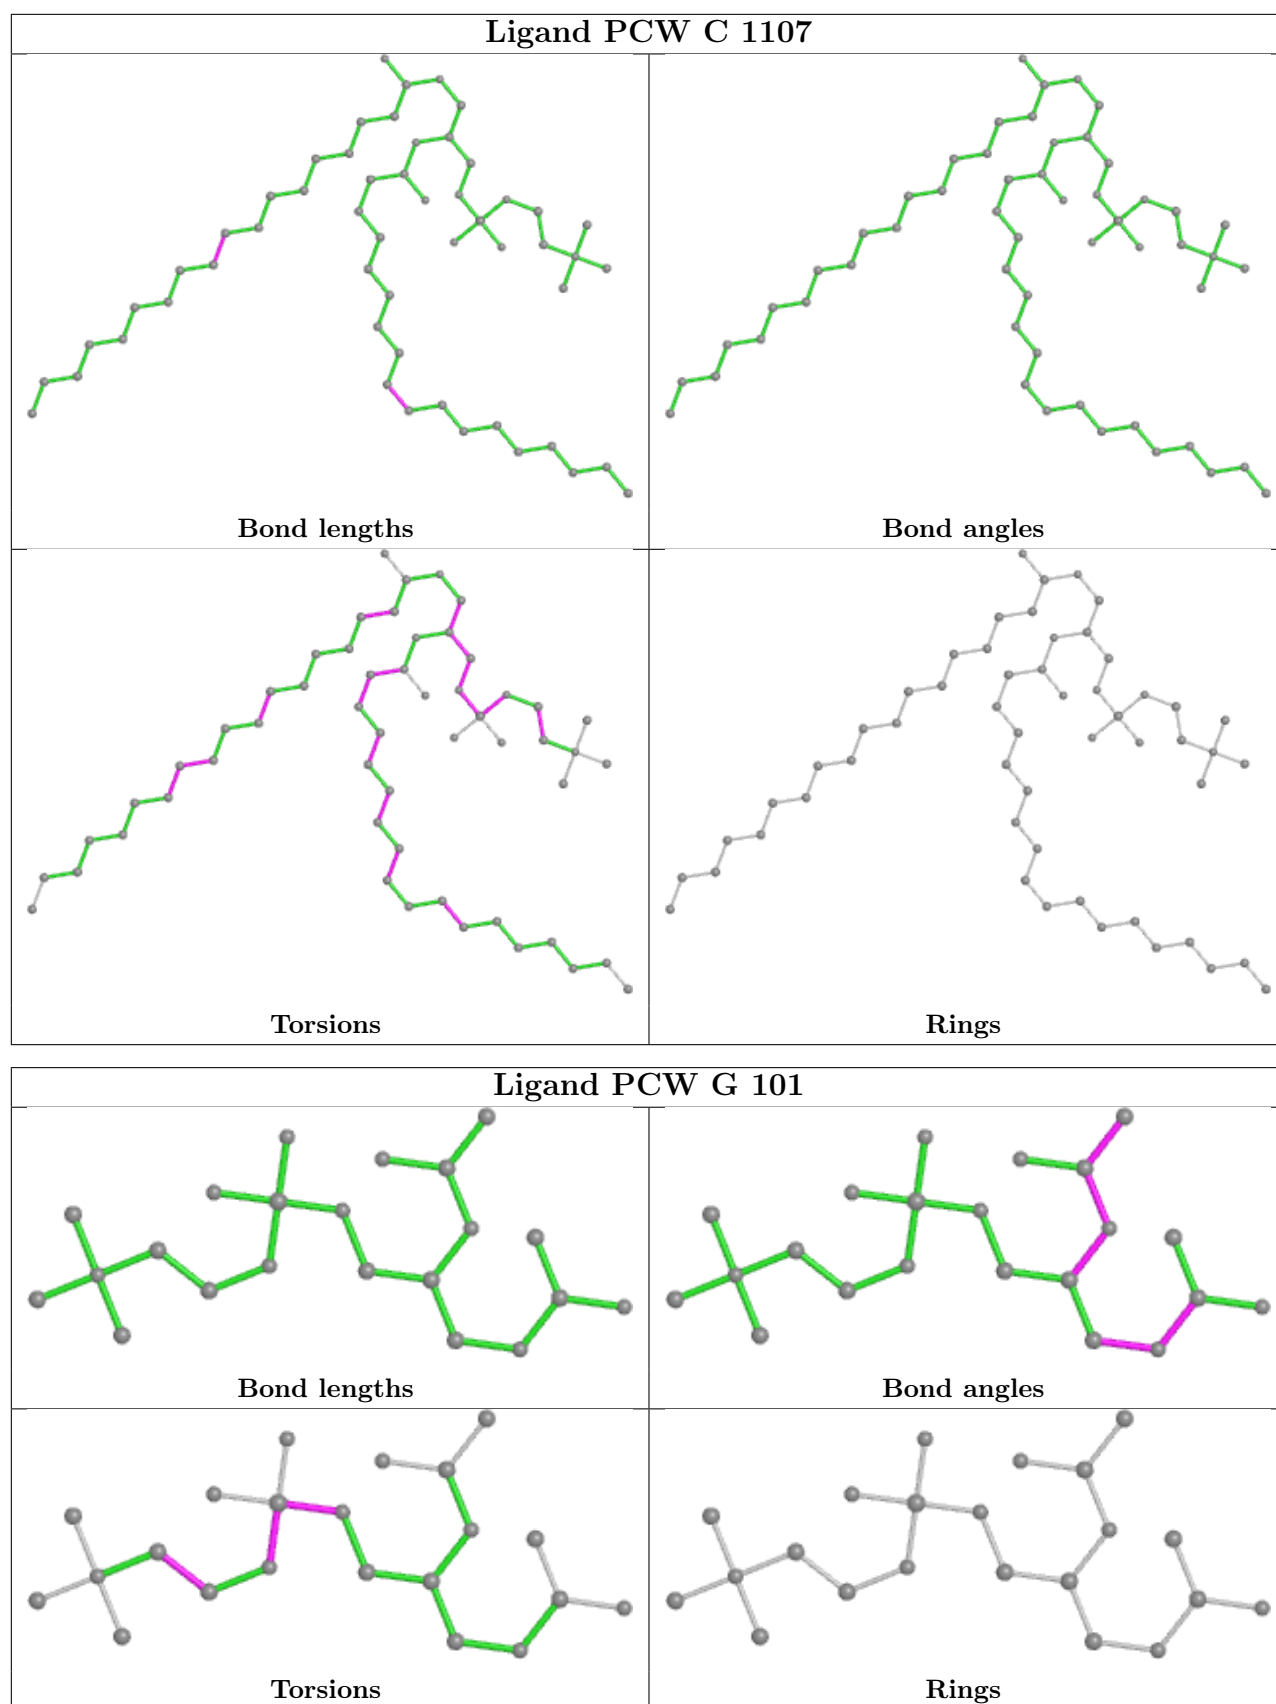 Ligand PCW C 1107
Bond lengths
Bond angles
Torsions
Rings
Ligand PCW G 101
Bond lengths
Bond angles
Torsions
Rings